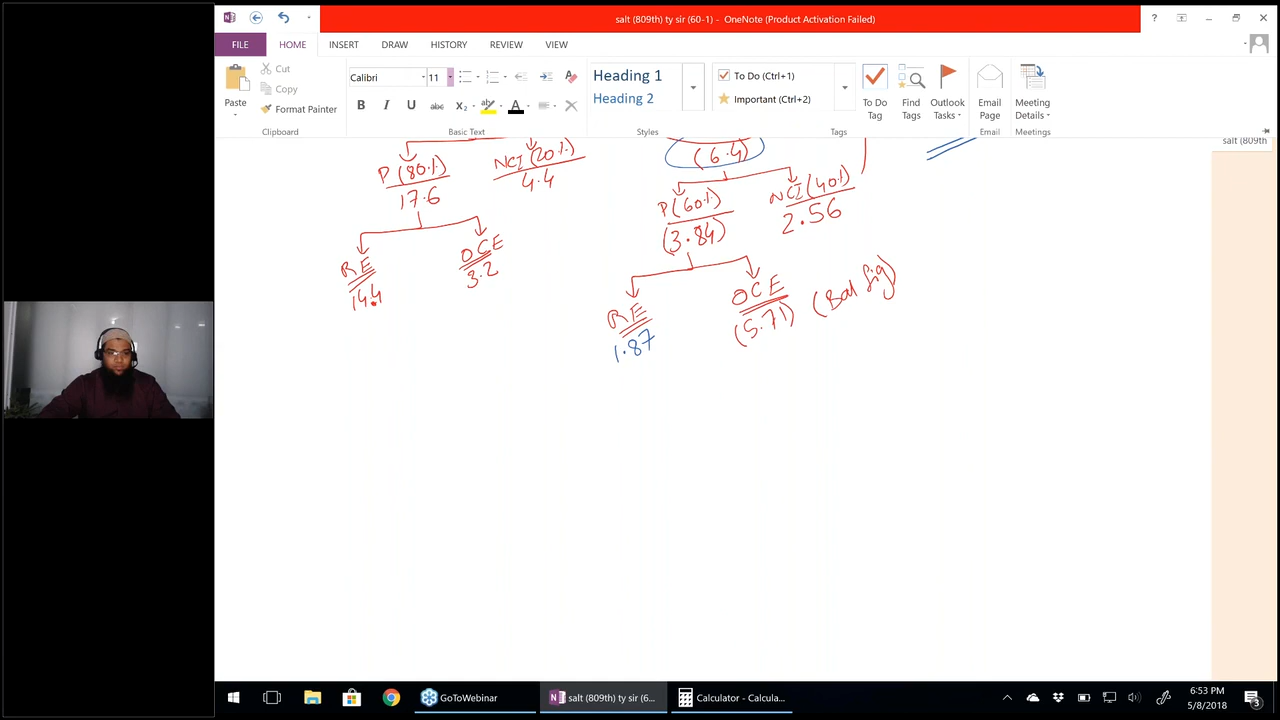 salt (809th) ty sir (60-1) - OneNote (Product Activation Failed)
FILE HOME INSERT DRAW HISTORY REVIEW VIEW
Cut
Copy
Format Painter
Paste
Clipboard
Calibri 11
B I U abc X₂ ab A
Basic Text
Heading 1
Heading 2
Styles
To Do (Ctrl+1)
Important (Ctrl+2)
To Do Tag
Find Tags
Outlook Tasks
Tags
Email Page
Email
Meeting Details
Meetings
salt (809th)
P (80%)
17.6
NCI (20%)
4.4
RE
14.4
OCE
3.2
(6.4)
P (60%)
(3.84)
NCI (40%)
2.56
RE
1.87
OCE
(5.71) (Bal fig)
GoToWebinar
salt (809th) ty sir (6...
Calculator - Calcula...
6:53 PM
5/8/2018
3